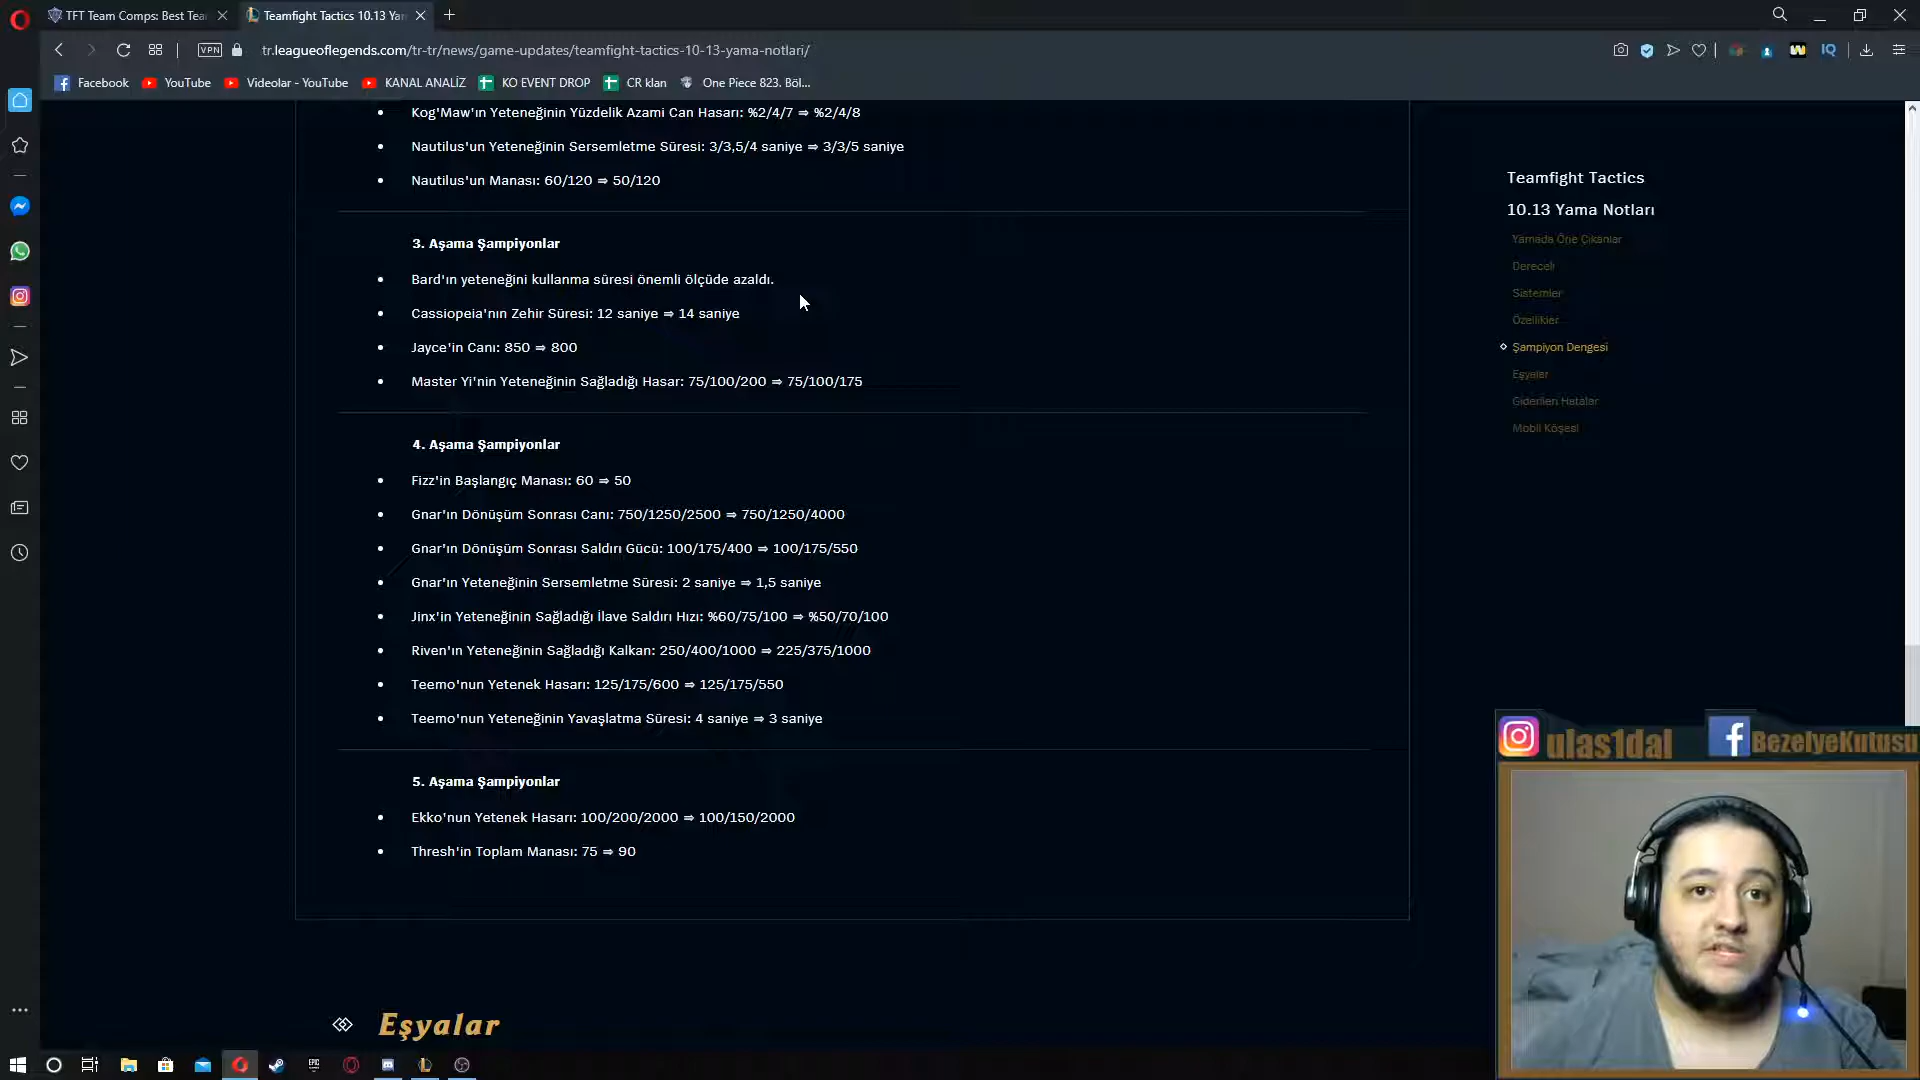 TFT Team Comps: Best Tea
Teamfight Tactics 10.13 Ya
VPN
tr.leagueoflegends.com/tr-tr/news/game-updates/teamfight-tactics-10-13-yama-notlari/
IQ
Facebook
YouTube
Videolar - YouTube
KANAL ANALİZ
KO EVENT DROP
CR klan
One Piece 823. Böl...
Kog'Maw'ın Yeteneğinin Yüzdelik Azami Can Hasarı: %2/4/7 ⇒ %2/4/8
Nautilus'un Yeteneğinin Sersemletme Süresi: 3/3,5/4 saniye ⇒ 3/3/5 saniye
Nautilus'un Manası: 60/120 ⇒ 50/120
3. Aşama Şampiyonlar
Bard'ın yeteneğini kullanma süresi önemli ölçüde azaldı.
Cassiopeia'nın Zehir Süresi: 12 saniye ⇒ 14 saniye
Jayce'in Canı: 850 ⇒ 800
Master Yi'nin Yeteneğinin Sağladığı Hasar: 75/100/200 ⇒ 75/100/175
4. Aşama Şampiyonlar
Fizz'in Başlangıç Manası: 60 ⇒ 50
Gnar'ın Dönüşüm Sonrası Canı: 750/1250/2500 ⇒ 750/1250/4000
Gnar'ın Dönüşüm Sonrası Saldırı Gücü: 100/175/400 ⇒ 100/175/550
Gnar'ın Yeteneğinin Sersemletme Süresi: 2 saniye ⇒ 1,5 saniye
Jinx'in Yeteneğinin Sağladığı İlave Saldırı Hızı: %60/75/100 ⇒ %50/70/100
Riven'ın Yeteneğinin Sağladığı Kalkan: 250/400/1000 ⇒ 225/375/1000
Teemo'nun Yetenek Hasarı: 125/175/600 ⇒ 125/175/550
Teemo'nun Yeteneğinin Yavaşlatma Süresi: 4 saniye ⇒ 3 saniye
5. Aşama Şampiyonlar
Ekko'nun Yetenek Hasarı: 100/200/2000 ⇒ 100/150/2000
Thresh'in Toplam Manası: 75 ⇒ 90
Eşyalar
Teamfight Tactics
10.13 Yama Notları
Yamada Öne Çıkanlar
Dereceli
Sistemler
Özellikler
Şampiyon Dengesi
Eşyalar
Giderilen Hatalar
Mobil Köşesi
ulas1dal
BezelyeKutusu
EPIC